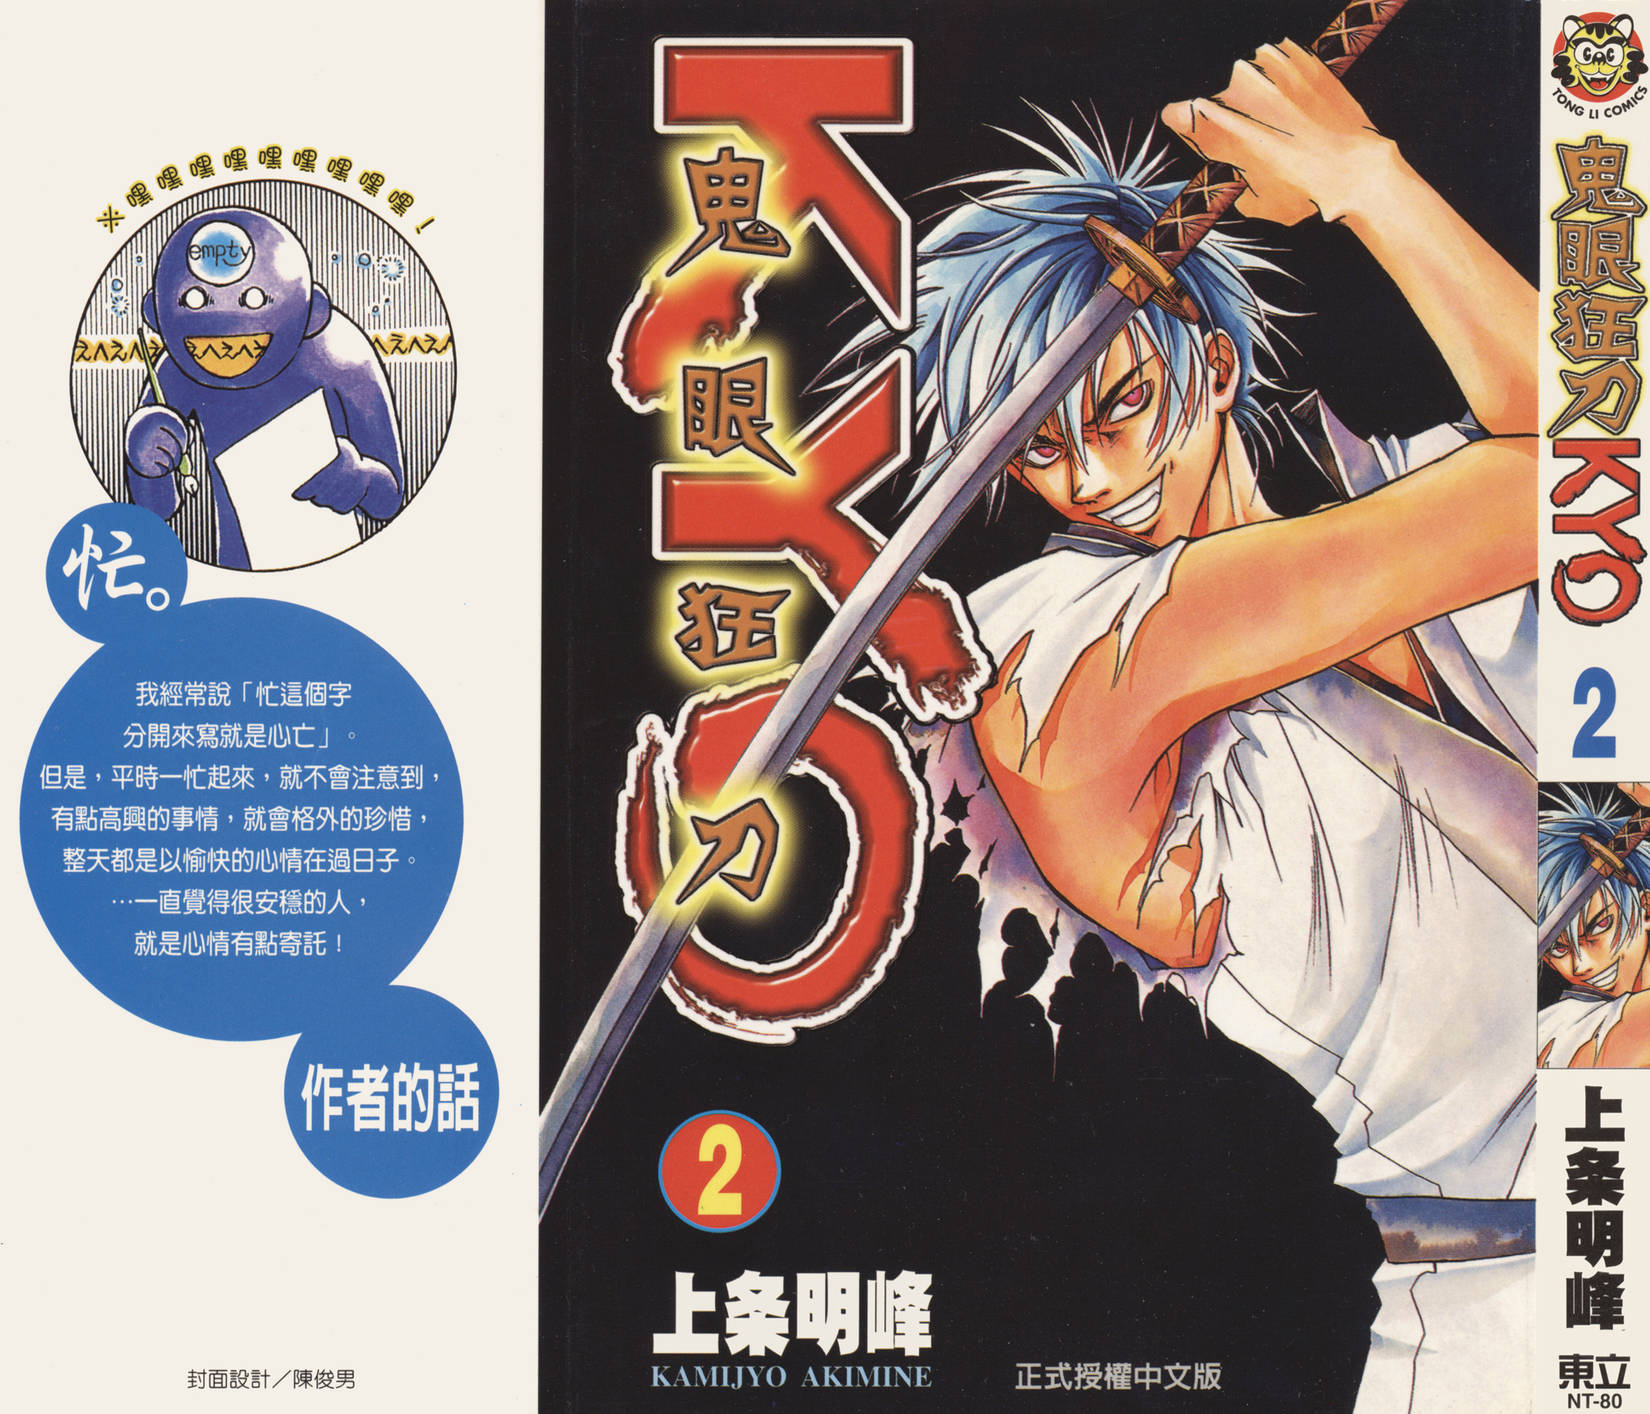 ※嘿嘿嘿嘿嘿嘿嘿嘿嘿!
empty
えへえへえへえへえへえへ
忙。
我經常說「忙這個字
分開來寫就是心亡」。
但是,平時一忙起來,就不會注意到,
有點高興的事情,就會格外的珍惜,
整天都是以愉快的心情在過日子。
…一直覺得很安穩的人,
就是心情有點寄託!
作者的話
封面設計/陳俊男
KYO
鬼眼狂刀
2
上条明峰
KAMIJYO AKIMINE
正式授權中文版
TONG LI COMICS
鬼眼狂刀KYO
2
上条明峰
東立
NT-80